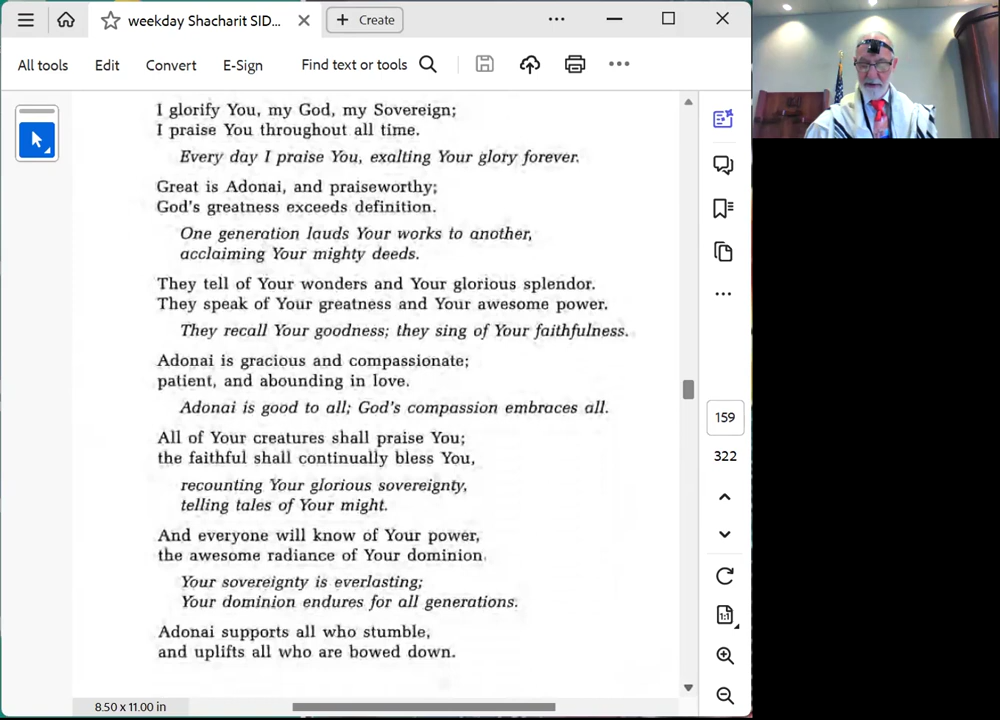 weekday Shacharit SID...
Create
All tools
Edit
Convert
E-Sign
Find text or tools
I glorify You, my God, my Sovereign;
I praise You throughout all time.
Every day I praise You, exalting Your glory forever.
Great is Adonai, and praiseworthy;
God's greatness exceeds definition.
One generation lauds Your works to another,
acclaiming Your mighty deeds.
They tell of Your wonders and Your glorious splendor.
They speak of Your greatness and Your awesome power.
They recall Your goodness; they sing of Your faithfulness.
Adonai is gracious and compassionate;
patient, and abounding in love.
Adonai is good to all; God's compassion embraces all.
All of Your creatures shall praise You;
the faithful shall continually bless You,
recounting Your glorious sovereignty,
telling tales of Your might.
And everyone will know of Your power,
the awesome radiance of Your dominion.
Your sovereignty is everlasting;
Your dominion endures for all generations.
Adonai supports all who stumble,
and uplifts all who are bowed down.
159
322
1:1
8.50 x 11.00 in